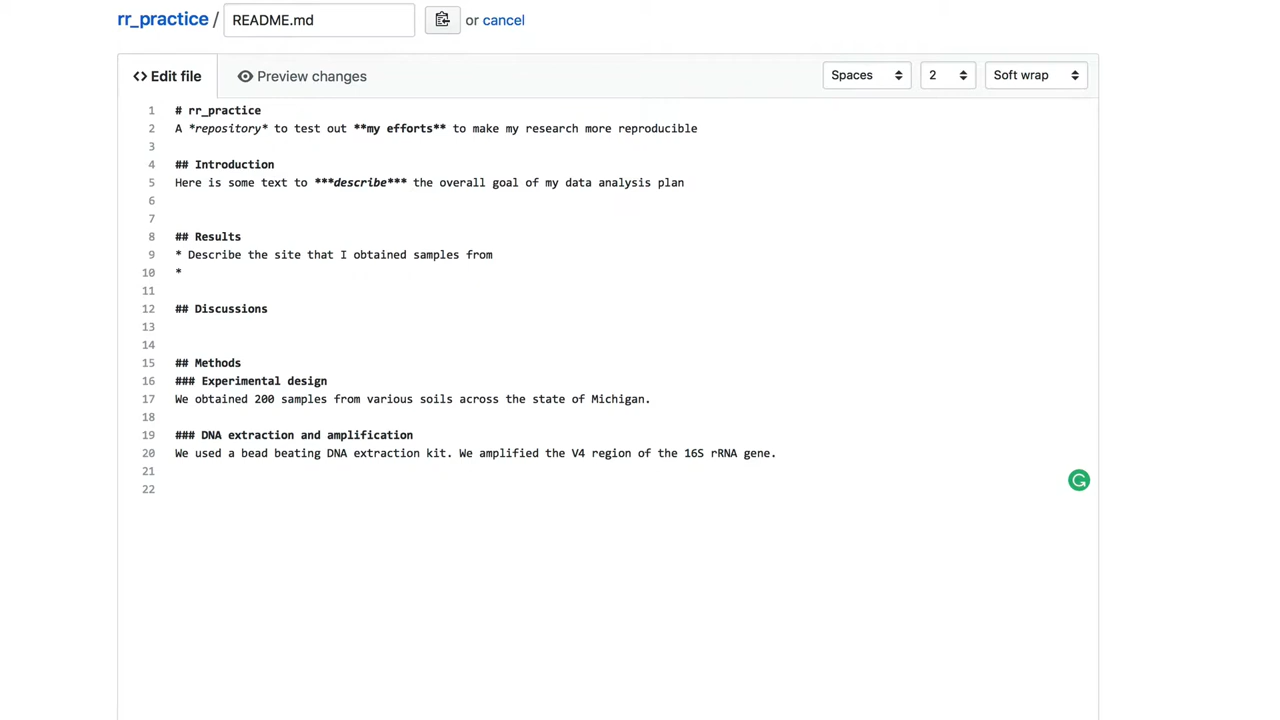 rr_practice / README.md or cancel
<> Edit file Preview changes Spaces 2 Soft wrap
1 # rr_practice
2 A *repository* to test out **my efforts** to make my research more reproducible
3
4 ## Introduction
5 Here is some text to ***describe*** the overall goal of my data analysis plan
6
7
8 ## Results
9 * Describe the site that I obtained samples from
10 *
11
12 ## Discussions
13
14
15 ## Methods
16 ### Experimental design
17 We obtained 200 samples from various soils across the state of Michigan.
18
19 ### DNA extraction and amplification
20 We used a bead beating DNA extraction kit. We amplified the V4 region of the 16S rRNA gene.
21
22